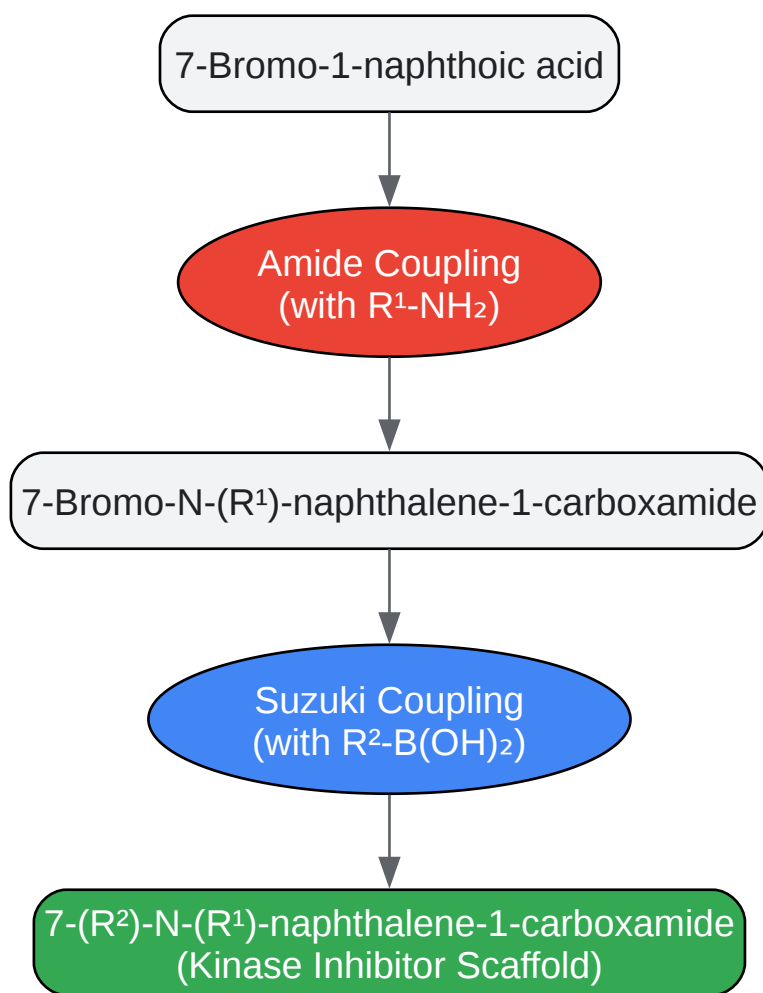 7-Bromo-1-naphthoic acid
Amide Coupling
(with R¹-NH₂)
7-Bromo-N-(R¹)-naphthalene-1-carboxamide
Suzuki Coupling
(with R²-B(OH)₂)
7-(R²)-N-(R¹)-naphthalene-1-carboxamide
(Kinase Inhibitor Scaffold)